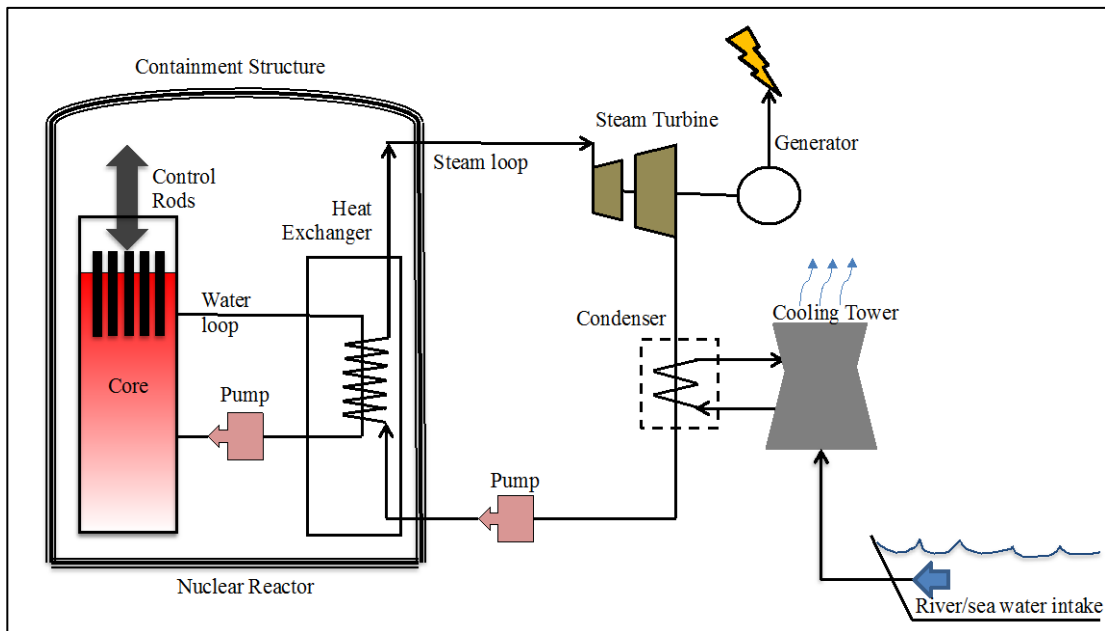 Containment Structure
Steam Turbine
Generator
Steam loop
Control
Rods
Heat
Exchanger
Water
loop
Condenser
Cooling Tower
Core
Pump
Pump
Nuclear Reactor
River/sea water intake